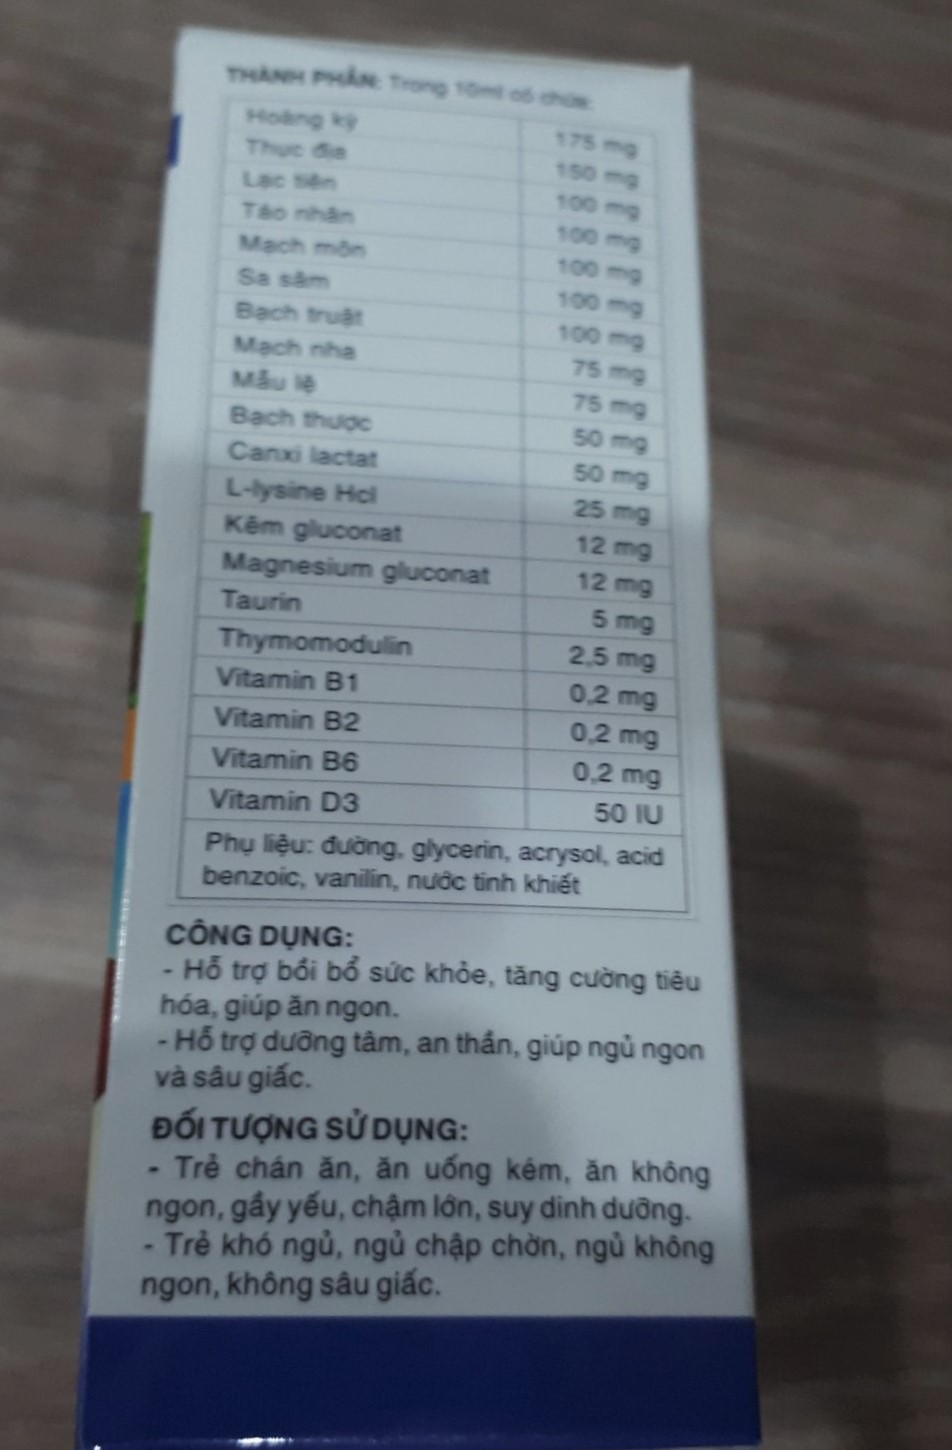 THÀNH PHẦN: Trong 10ml có chứa:
Hoàng kỳ 175 mg
Thục địa 150 mg
Lạc tiên 100 mg
Táo nhân 100 mg
Mạch môn 100 mg
Sa sâm 100 mg
Bạch truật 100 mg
Mạch nha 75 mg
Mẫu lệ 75 mg
Bạch thược 50 mg
Canxi lactat 50 mg
L-lysine Hcl 25 mg
Kẽm gluconat 12 mg
Magnesium gluconat 12 mg
Taurin 5 mg
Thymomodulin 2,5 mg
Vitamin B1 0,2 mg
Vitamin B2 0,2 mg
Vitamin B6 0,2 mg
Vitamin D3 50 IU
Phụ liệu: đường, glycerin, acrysol, acid
benzoic, vanilin, nước tinh khiết
CÔNG DỤNG:
- Hỗ trợ bồi bổ sức khỏe, tăng cường tiêu
hóa, giúp ăn ngon.
- Hỗ trợ dưỡng tâm, an thần, giúp ngủ ngon
và sâu giấc.
ĐỐI TƯỢNG SỬ DỤNG:
- Trẻ chán ăn, ăn uống kém, ăn không
ngon, gầy yếu, chậm lớn, suy dinh dưỡng.
- Trẻ khó ngủ, ngủ chập chờn, ngủ không
ngon, không sâu giấc.